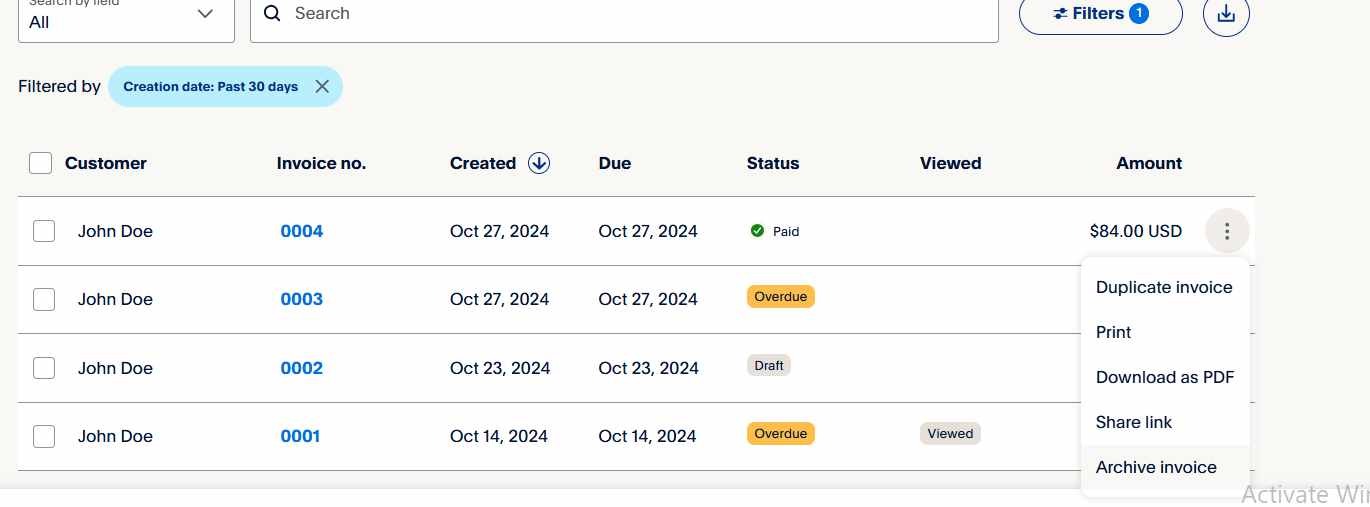 Search by field
All
Search
Filters 1
Filtered by Creation date: Past 30 days
Customer Invoice no. Created Due Status Viewed Amount
John Doe 0004 Oct 27, 2024 Oct 27, 2024 Paid $84.00 USD
Duplicate invoice
John Doe 0003 Oct 27, 2024 Oct 27, 2024 Overdue
Print
John Doe 0002 Oct 23, 2024 Oct 23, 2024 Draft
Download as PDF
Share link
John Doe 0001 Oct 14, 2024 Oct 14, 2024 Overdue Viewed
Archive invoice
Activate Wi